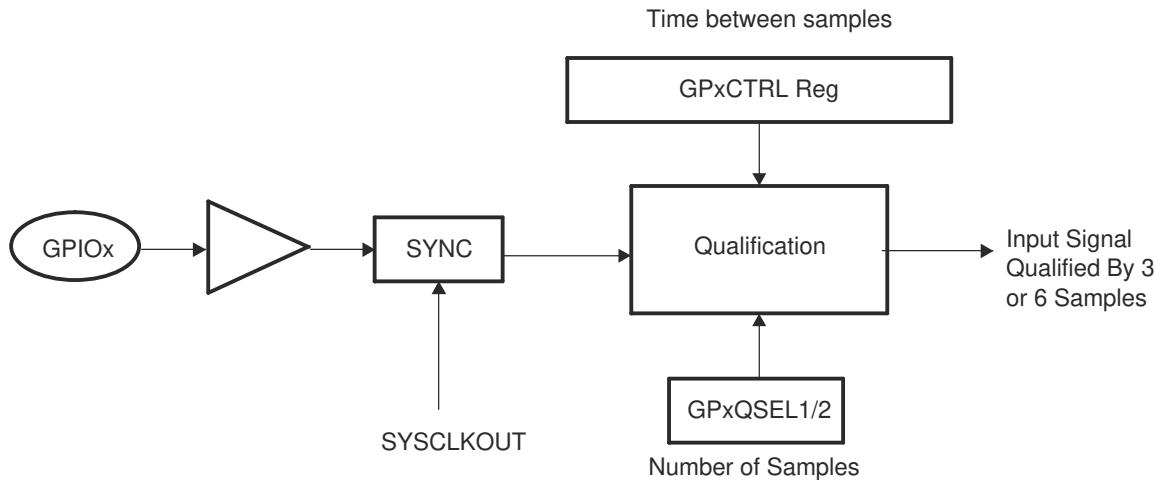 Time between samples
GPxCTRL Reg
GPIOx
SYNC
Qualification
Input Signal
Qualified By 3
or 6 Samples
GPxQSEL1/2
SYSCLKOUT
Number of Samples